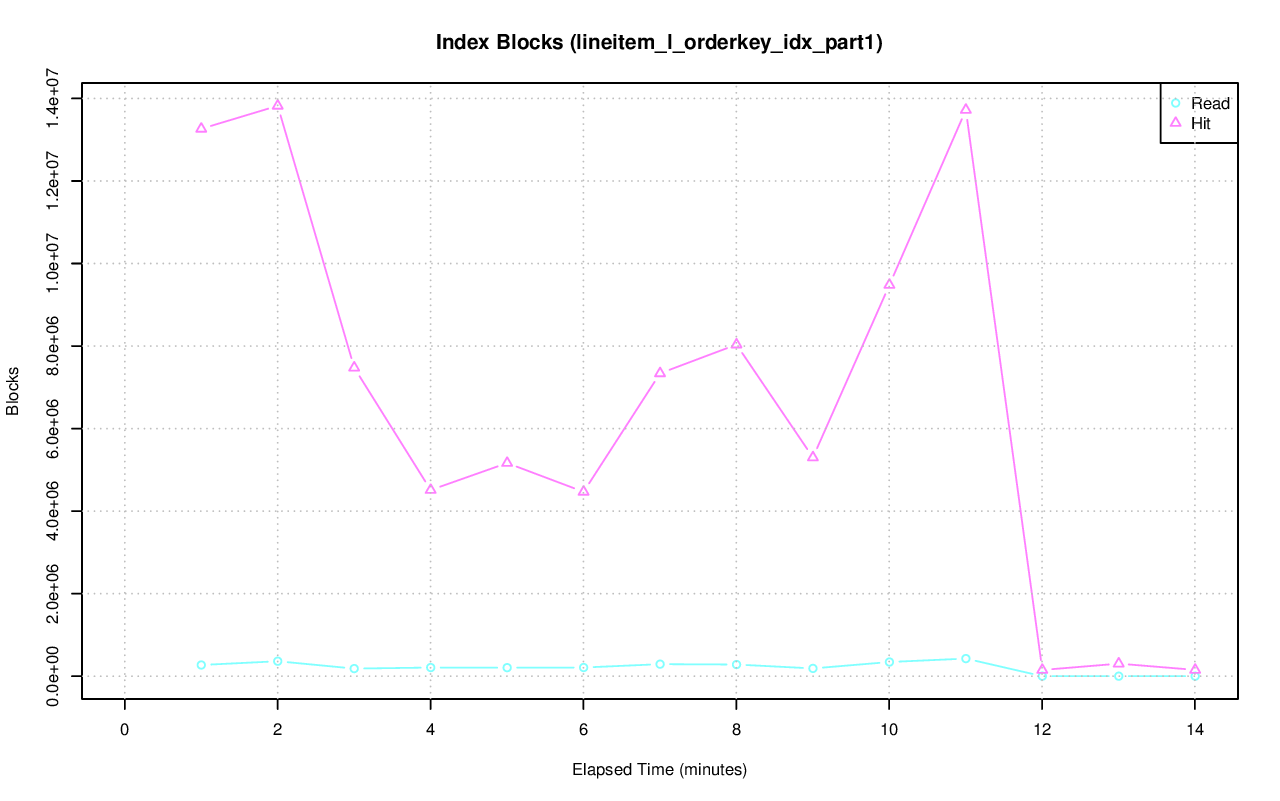 Index Blocks (lineitem_l_orderkey_idx_part1)
Read
Hit
1.4e+07
1.2e+07
1.0e+07
8.0e+06
6.0e+06
4.0e+06
2.0e+06
0.0e+00
Blocks
0 2 4 6 8 10 12 14
Elapsed Time (minutes)